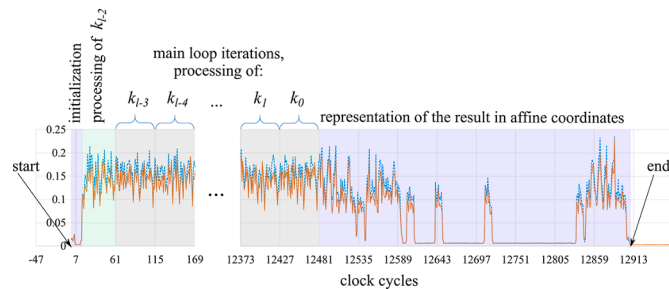 initialization
processing of k_{l-2}
main loop iterations,
processing of:
k_{l-3} k_{l-4} ... k_1 k_0
representation of the result in affine coordinates
0.25
0.2
0.15
0.1
0.05
0
start
...
end
-47 7 61 115 169 12373 12427 12481 12535 12589 12643 12697 12751 12805 12859 12913
clock cycles